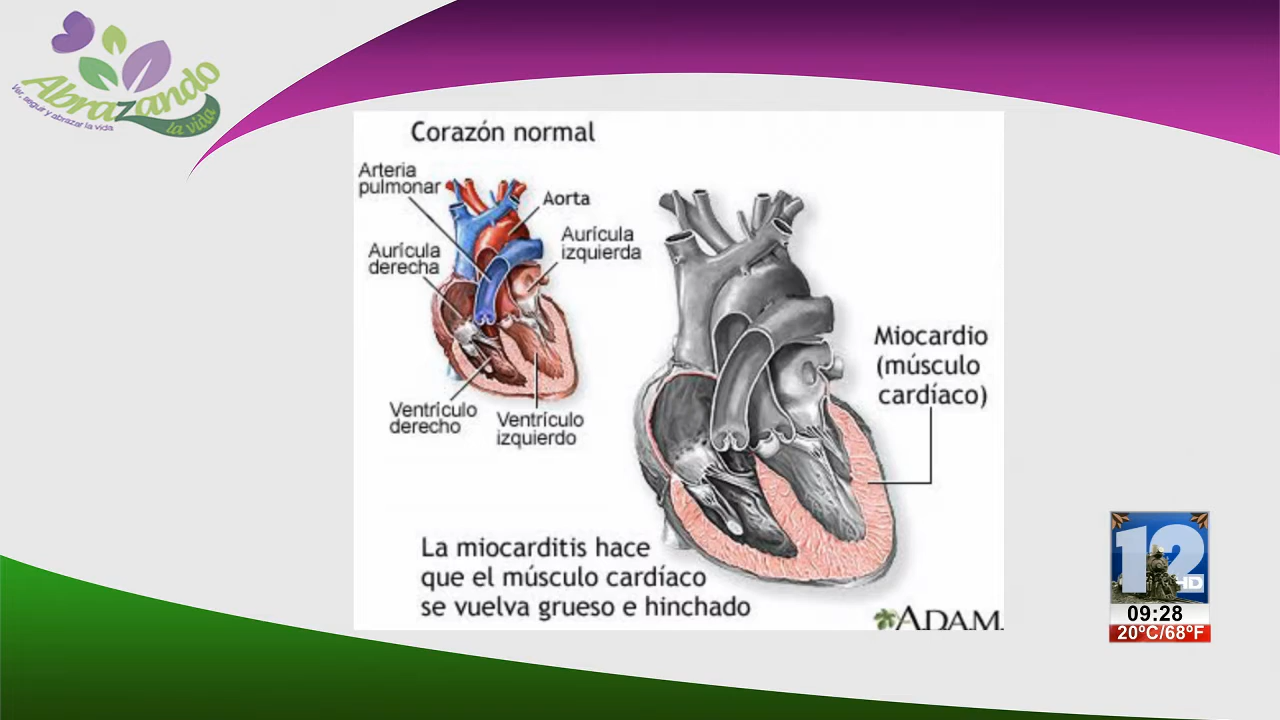 Abrazando
la vida
Ver, seguir y abrazar la vida
Corazón normal
Arteria
pulmonar
Aorta
Aurícula
izquierda
Aurícula
derecha
Ventrículo
derecho
Ventrículo
izquierdo
Miocardio
(músculo
cardíaco)
La miocarditis hace
que el músculo cardíaco
se vuelva grueso e hinchado
ADAM.
12
HD
09:28
20ºC/68ºF